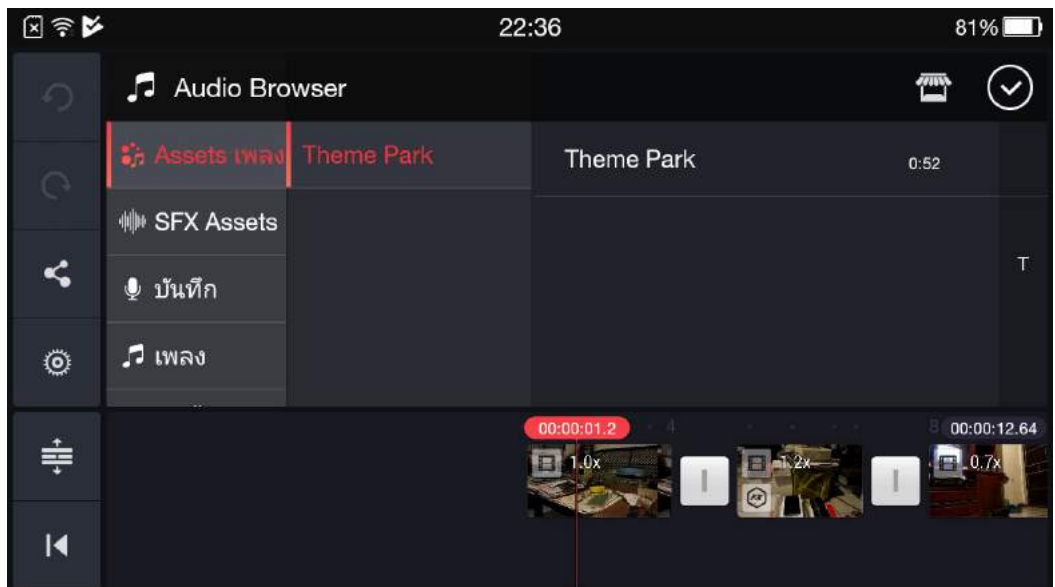 22:36
81%
Audio Browser
Assets เพลง
Theme Park
Theme Park
0:52
SFX Assets
T
บันทึก
เพลง
00:00:01.2
4
8
00:00:12.64
1.0x
1.2x
0.7x